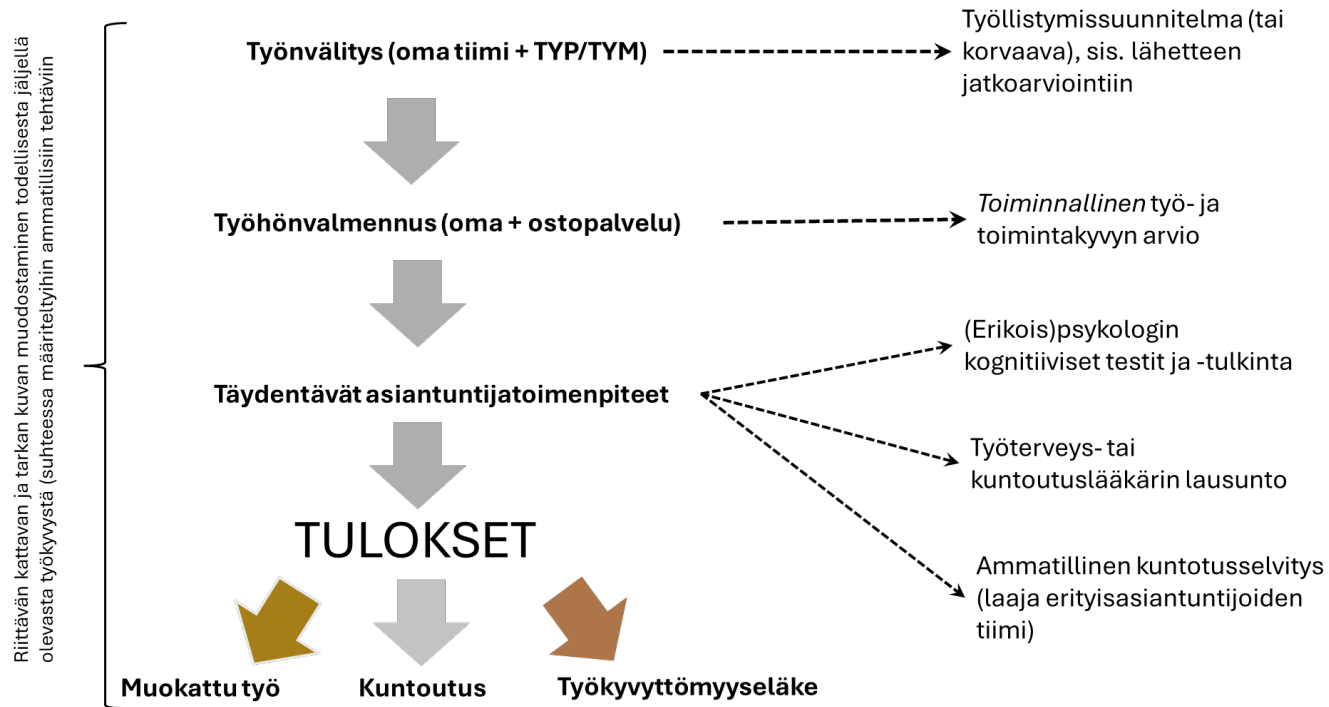 Riittävän kattavan ja tarkan kuvan muodostaminen todellisesta jäljellä
olevasta työkyvystä (suhteessa määriteltyihin ammatillisiin tehtäviin
Työnvälitys (oma tiimi + TYP/TYM)
Työllistymissuunnitelma (tai
korvaava), sis. lähetteen
jatkoarviointiin
Työhönvalmennus (oma + ostopalvelu)
Toiminnallinen työ- ja
toimintakyvyn arvio
Täydentävät asiantuntijatoimenpiteet
(Erikois)psykologin
kognitiiviset testit ja -tulkinta
Työterveys- tai
kuntoutuslääkärin lausunto
Ammatillinen kuntotusselvitys
(laaja erityisasiantuntijoiden
tiimi)
TULOKSET
Muokattu työ
Kuntoutus
Työkyvyttömyyseläke